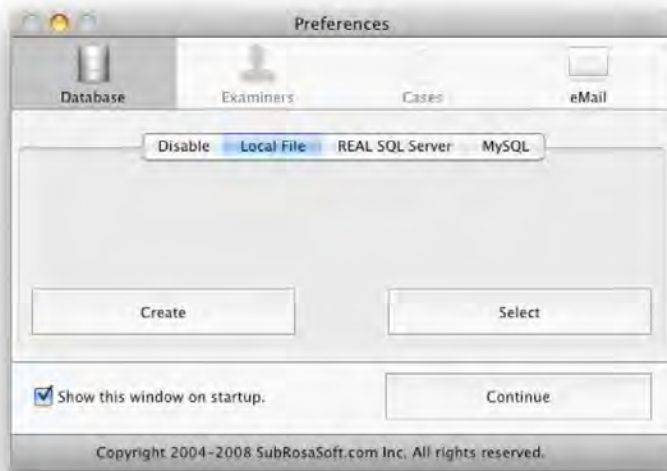 Preferences
Database Examiners Cases eMail
Disable Local File REAL SQL Server MySQL
Create Select
Show this window on startup. Continue
Copyright 2004-2008 SubRosaSoft.com Inc. All rights reserved.